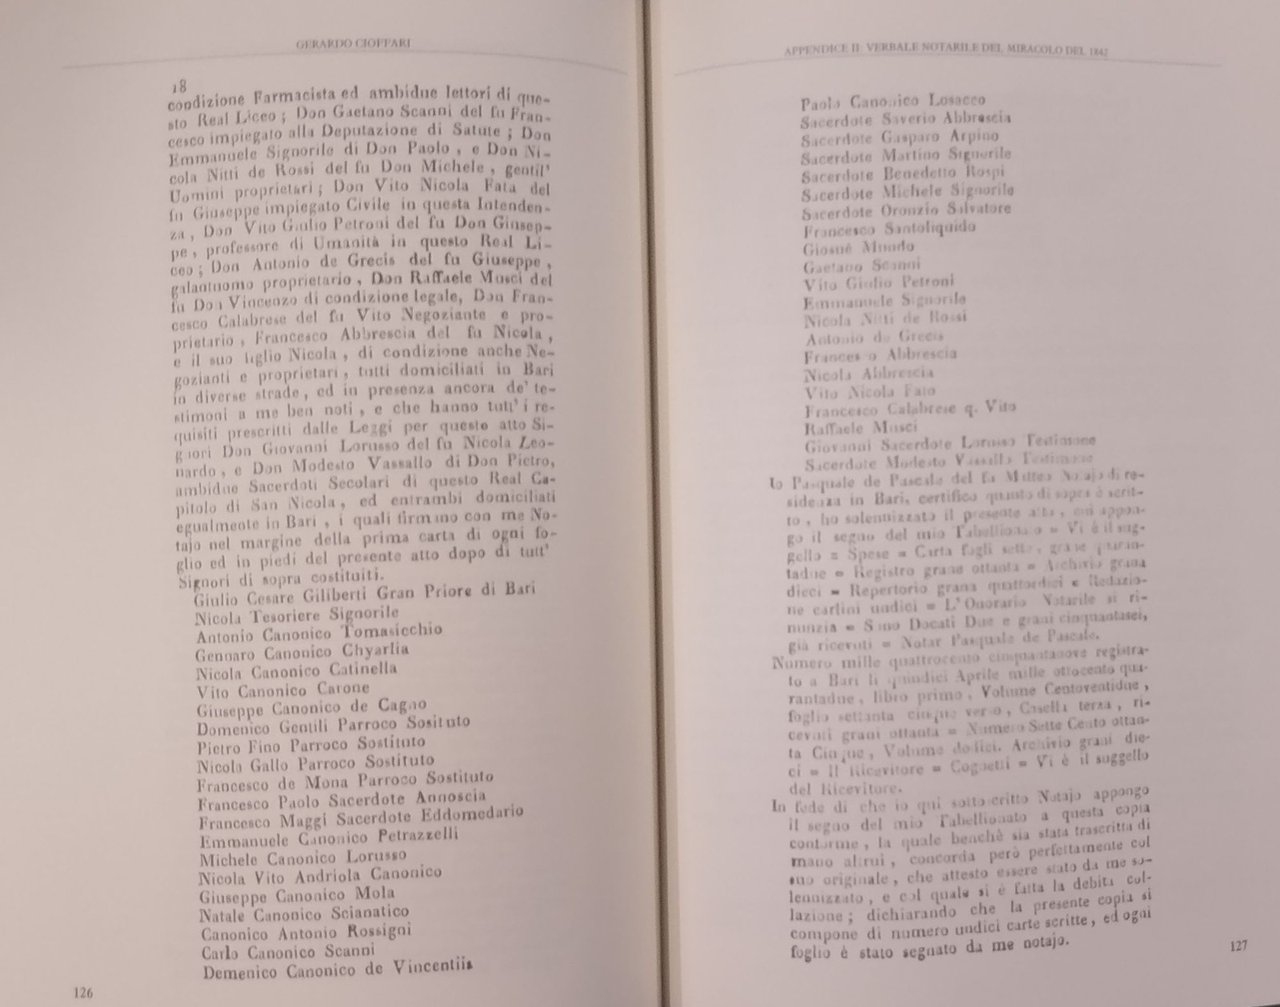 GERARDO CIOFFARI
18
condizione Farmacista ed ambidue lettori di que-
sto Real Liceo ; Don Gaetano Scanni del fu Fran-
cesco impiegato alla Deputazione di Salute ; Don
Emmanuele Signorile di Don Paolo , e Don Ni-
cola Nitti de Rossi del fu Don Michele , gentil'
Uomini proprietarj ; Don Vito Nicola Fata del
fu Giuseppe impiegato Civile in questa Intenden-
za , Don Vito Giulio Petroni del fu Don Giusep-
pe , professore di Umanità in questo Real Li-
ceo ; Don Antonio de Grecis del fu Giuseppe ,
galantuomo proprietario , Don Raffaele Musci del
fu Don Vincenzo di condizione legale, Don Fran-
cesco Calabrese del fu Vito Negoziante e pro-
prietario , Francesco Abbrescia del fu Nicola ,
e il suo figlio Nicola , di condizione anche Ne-
gozianti e proprietari , tutti domiciliati in Bari
in diverse strade , ed in presenza ancora de' te-
stimoni a me ben noti , e che hanno tutt' i re-
quisiti prescritti dalle Leggi per questo atto Si-
gnori Don Giovanni Lorusso del fu Nicola Leo-
nardo , e Don Modesto Vassallo di Don Pietro,
ambidue Sacerdoti Secolari di questo Real Ca-
pitolo di San Nicola , ed entrambi domiciliati
egualmente in Bari , i quali firmano con me No-
tajo nel margine della prima carta di ogni fo-
glio ed in piedi del presente atto dopo di tutt'
Signori di sopra costituiti.
Giulio Cesare Giliberti Gran Priore di Bari
Nicola Tesoriere Signorile
Antonio Canonico Tomasicchio
Gennaro Canonico Chyarlia
Nicola Canonico Catinella
Vito Canonico Carone
Giuseppe Canonico de Cagno
Domenico Gentili Parroco Sosituto
Pietro Fino Parroco Sostituto
Nicola Gallo Parroco Sostituto
Francesco de Mona Parroco Sostituto
Francesco Paolo Sacerdote Annoscia
Francesco Maggi Sacerdote Eddomedario
Emmanuele Canonico Petrazzelli
Michele Canonico Lorusso
Nicola Vito Andriola Canonico
Giuseppe Canonico Mola
Natale Canonico Scianatico
Canonico Antonio Rossigni
Carlo Canonico Scanni
Demenico Canonico de Vincentiis
126
APPENDICE II: VERBALE NOTARILE DEL MIRACOLO DEL 1842
Paolo Canonico Losacco
Sacerdote Saverio Abbrescia
Sacerdote Gasparo Arpino
Sacerdote Martino Signorile
Sacerdote Benedetto Rospi
Sacerdote Michele Signorile
Sacerdote Oronzio Salvatore
Francesco Santoliquido
Giosuè Mundo
Gaetano Scanni
Vito Giulio Petroni
Emmanuele Signorile
Nicola Nitti de Rossi
Antonio de Grecis
Francesco Abbrescia
Nicola Abbrescia
Vito Nicola Fato
Francesco Calabrese q. Vito
Raffaele Musci
Giovanni Sacerdote Lorusso Testimone
Sacerdote Modesto Vassallo Testimone
Io Pasquale de Pascale del fu Matteo Notajo di re-
sidenza in Bari, certifico quanto di sopra è scrit-
to , ho solennizzato il presente atto , cui appon-
go il segno del mio Tabellionato = Vi è il sug-
gello = Spese = Carta fogli sette, grane quaran-
tadue = Registro grane ottanta = Archivio grana
dieci = Repertorio grana quattordici e Redazio-
ne carlini undici = L' Onorario Notarile si ri-
nunzia = Sono Docati Due e grani cinquantasei,
già ricevuti = Notar Pasquale de Pascale.
Numero mille quattrocento cinquantanove registra-
to a Bari li quindici Aprile mille ottocento qua-
rantadue , libro primo , Volume Centoventidue ,
foglio settanta cinque verso , Casella terza , ri-
cevuti grani ottanta = Numero Sette Cento ottan-
ta Cinque , Volume dodici. Archivio grani die-
ci = Il Ricevitore = Cognetti = Vi è il suggello
del Ricevitore.
In fede di che io qui sottoscritto Notajo appongo
il segno del mio Tabellionato a questa copia
conforme , la quale benchè sia stata trascritta di
mano altrui , concorda però perfettamente col
suo originale , che attesto essere stato da me so-
lennizzato , e col quale si è fatta la debita col-
lazione ; dichiarando che la presente copia si
compone di numero undici carte scritte , ed ogni
foglio è stato segnato da me notajo.
127